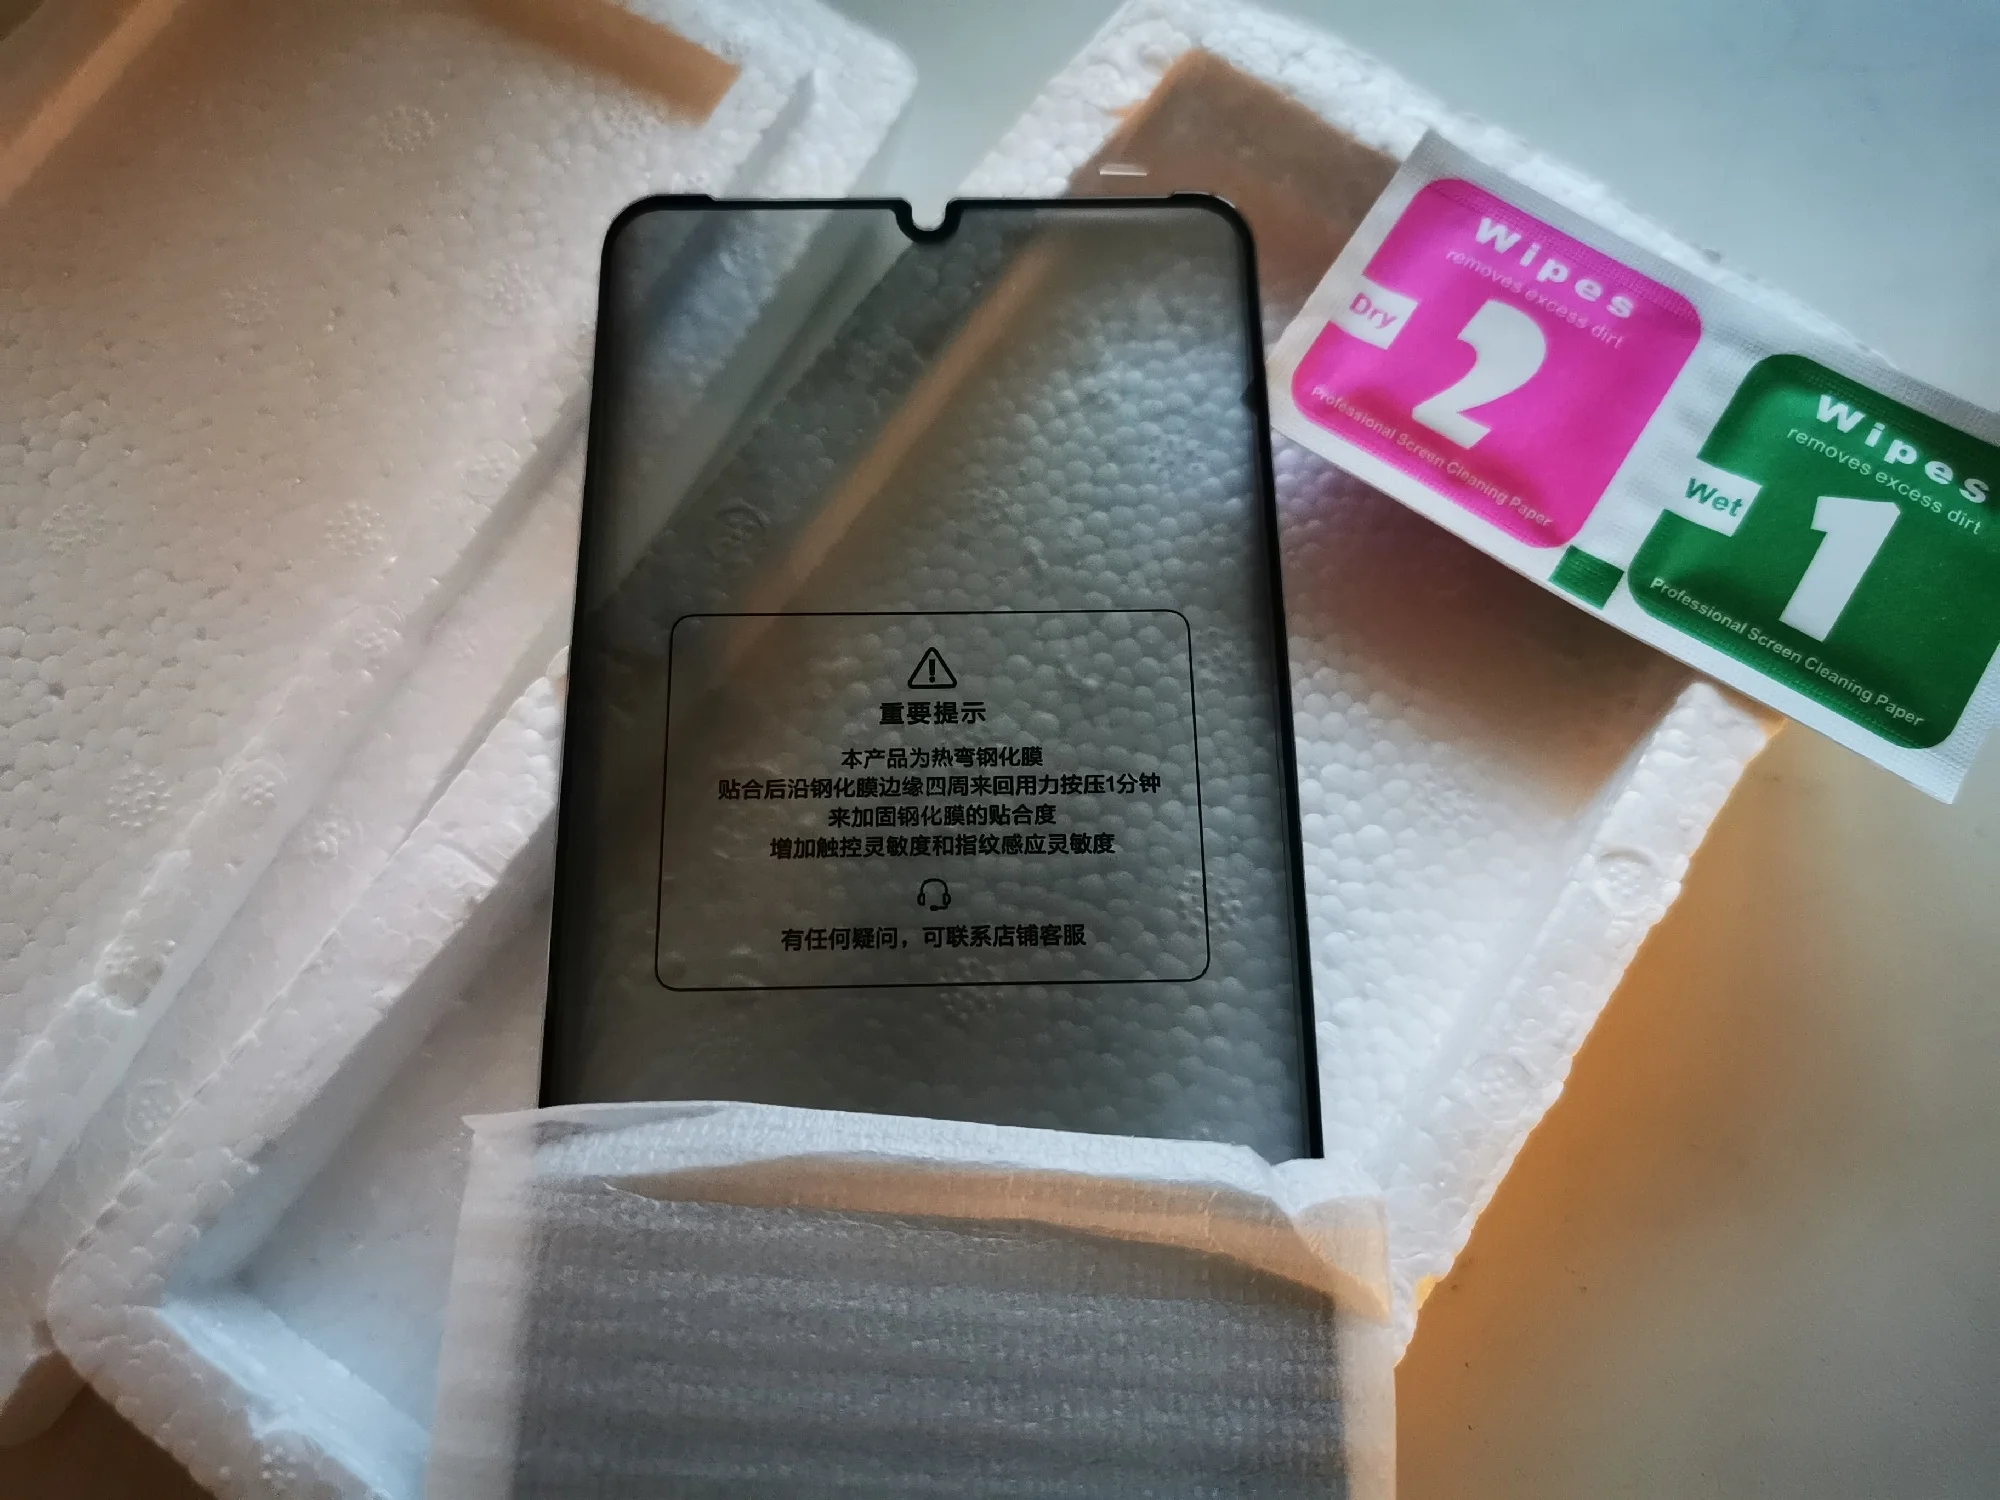 重要提示
本产品为热弯钢化膜
贴合后沿钢化膜边缘四周来回用力按压1分钟
来加固钢化膜的贴合度
增加触控灵敏度和指纹感应灵敏度
有任何疑问，可联系店铺客服
Wipes
removes excess dirt
Dry
2
Professional Screen Cleaning Paper
Wipes
removes excess dirt
Wet
1
Professional Screen Cleaning Paper